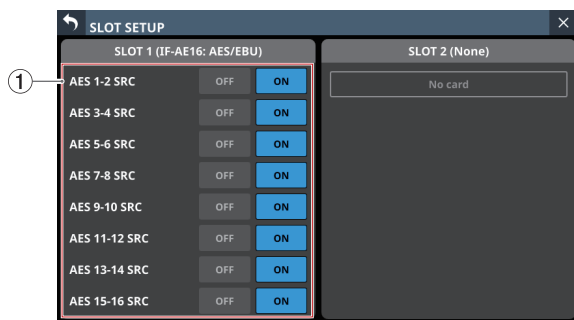 SLOT SETUP
SLOT 1 (IF-AE16: AES/EBU)
SLOT 2 (None)
1
AES 1-2 SRC OFF ON
No card
AES 3-4 SRC OFF ON
AES 5-6 SRC OFF ON
AES 7-8 SRC OFF ON
AES 9-10 SRC OFF ON
AES 11-12 SRC OFF ON
AES 13-14 SRC OFF ON
AES 15-16 SRC OFF ON